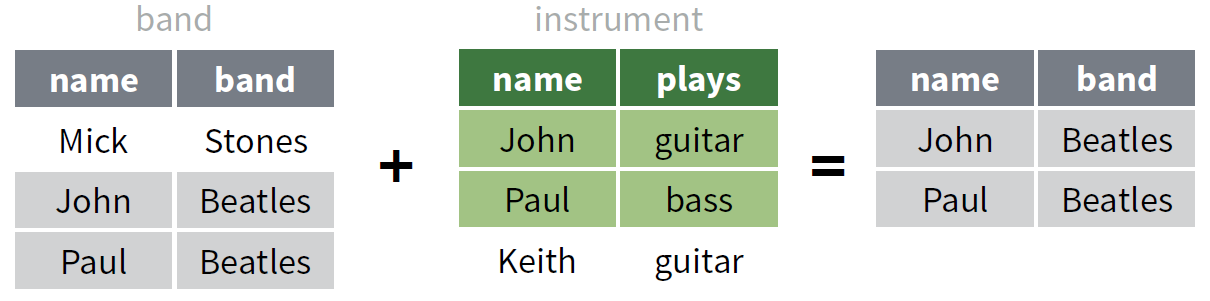 band instrument
name band name plays name band
Mick Stones John guitar John Beatles
+ =
John Beatles Paul bass Paul Beatles
Paul Beatles Keith guitar